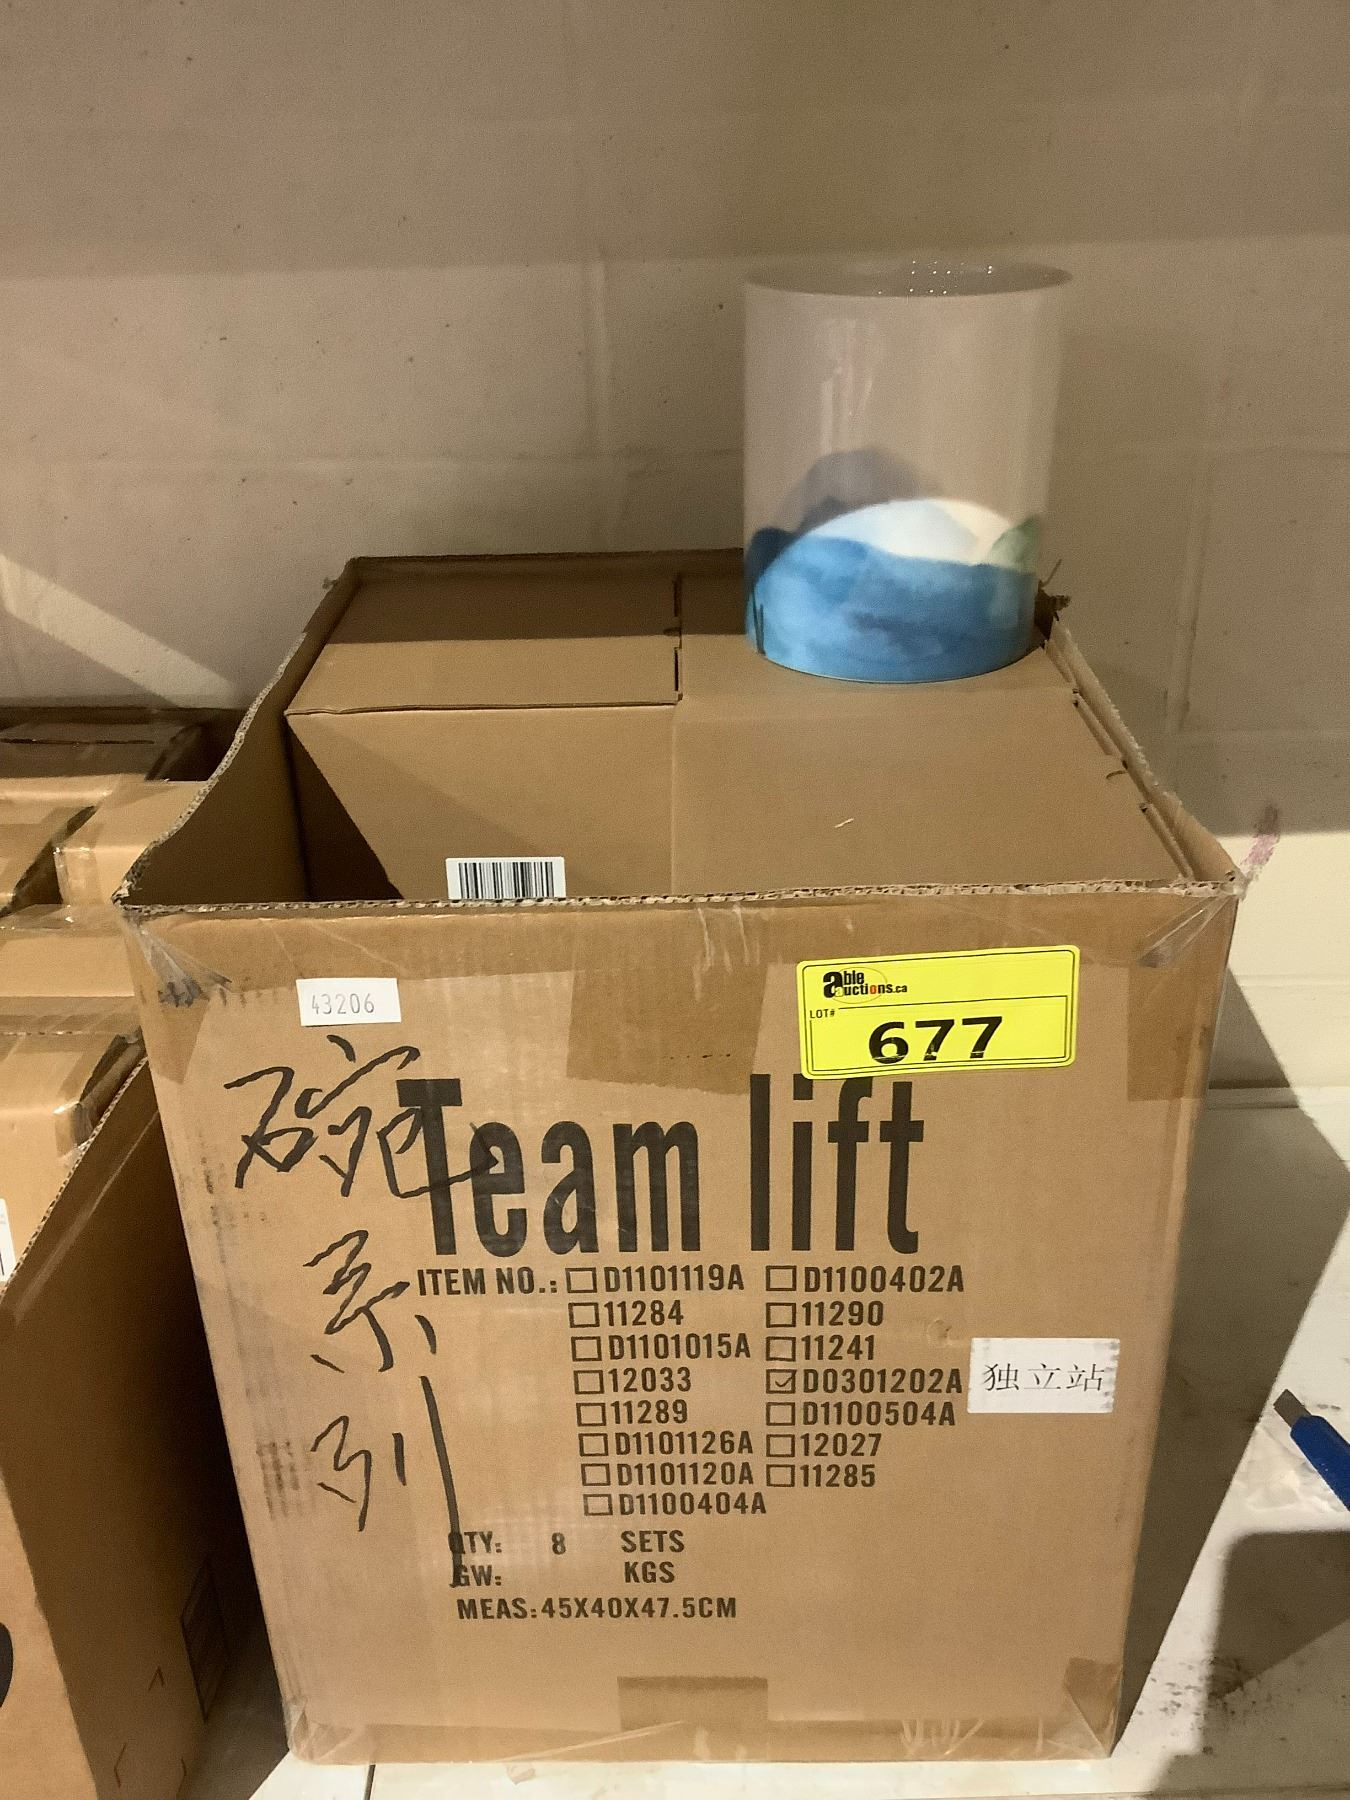 43206
able
auctions.ca
LOT#
677
碗
系
列
Team lift
ITEM NO.: ☐D1101119A ☐D1100402A
☐11284 ☐11290
☐D1101015A ☐11241
☐12033 ☑D0301202A
独立站
☐11289 ☐D1100504A
☐D1101126A ☐12027
☐D1101120A ☐11285
☐D1100404A
QTY: 8 SETS
GW: KGS
MEAS:45X40X47.5CM